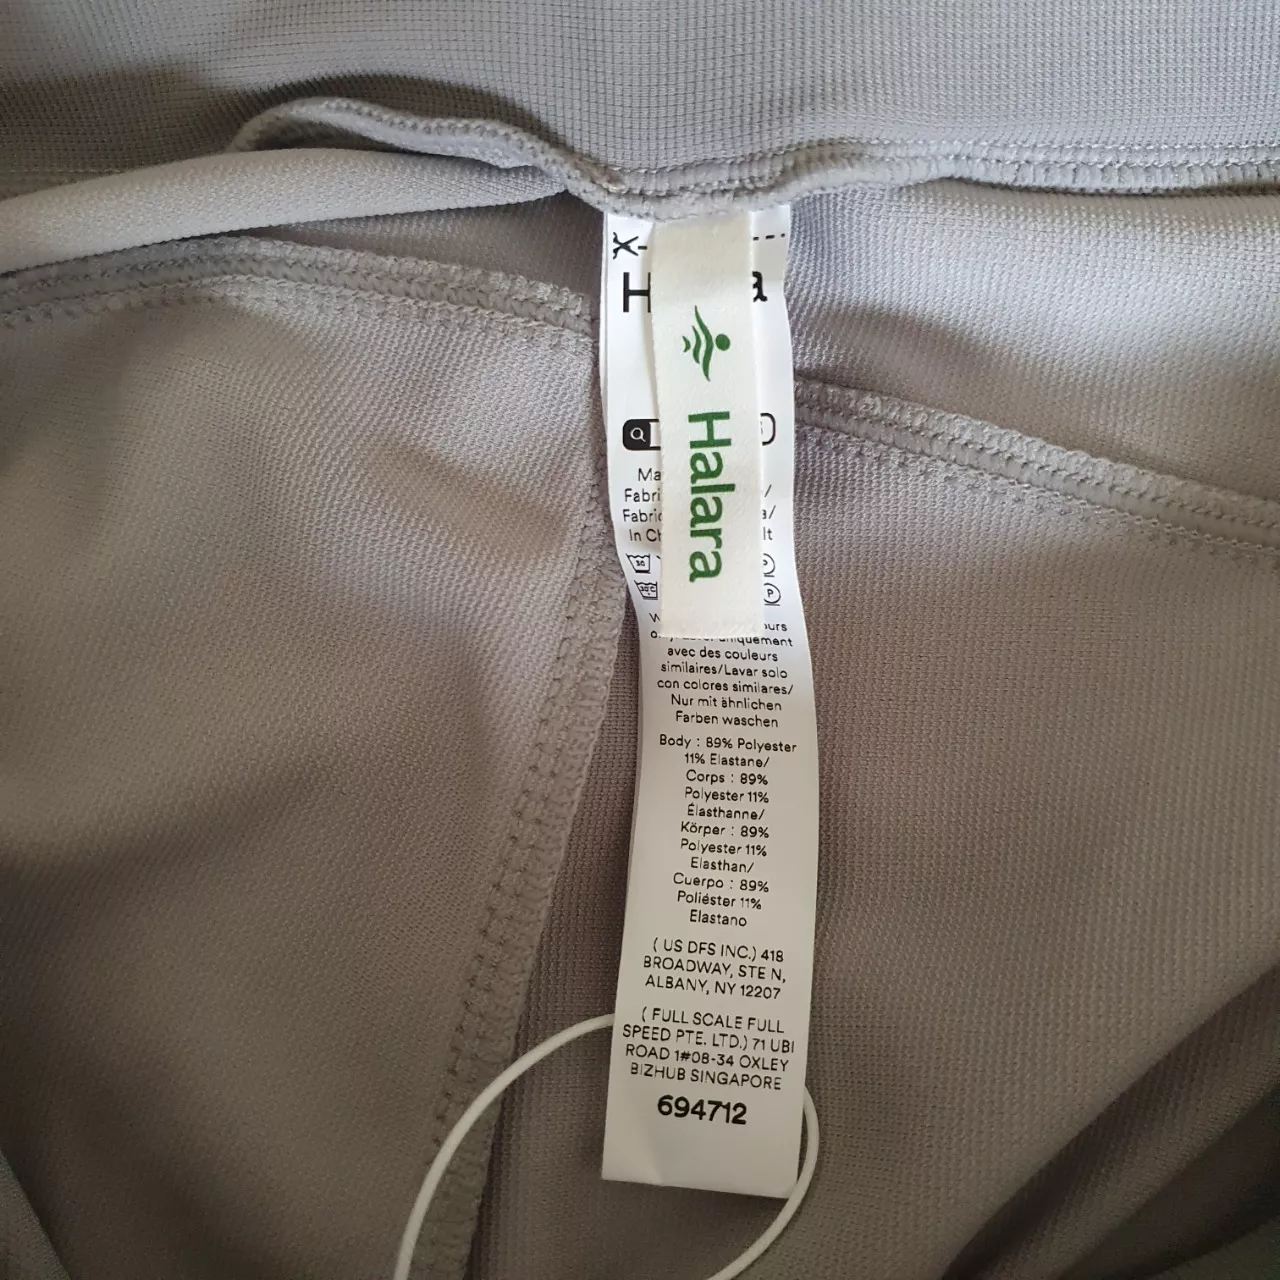 Halara
avec des couleurs
similaires/Lavar solo
con colores similares/
Nur mit ähnlichen
Farben waschen
Body : 89% Polyester
11% Elastane/
Corps : 89%
Polyester 11%
Élasthanne/
Körper : 89%
Polyester 11%
Elasthan/
Cuerpo : 89%
Poliéster 11%
Elastano
( US DFS INC.) 418
BROADWAY, STE N,
ALBANY, NY 12207
( FULL SCALE FULL
SPEED PTE. LTD.) 71 UBI
ROAD 1#08-34 OXLEY
BIZHUB SINGAPORE
694712